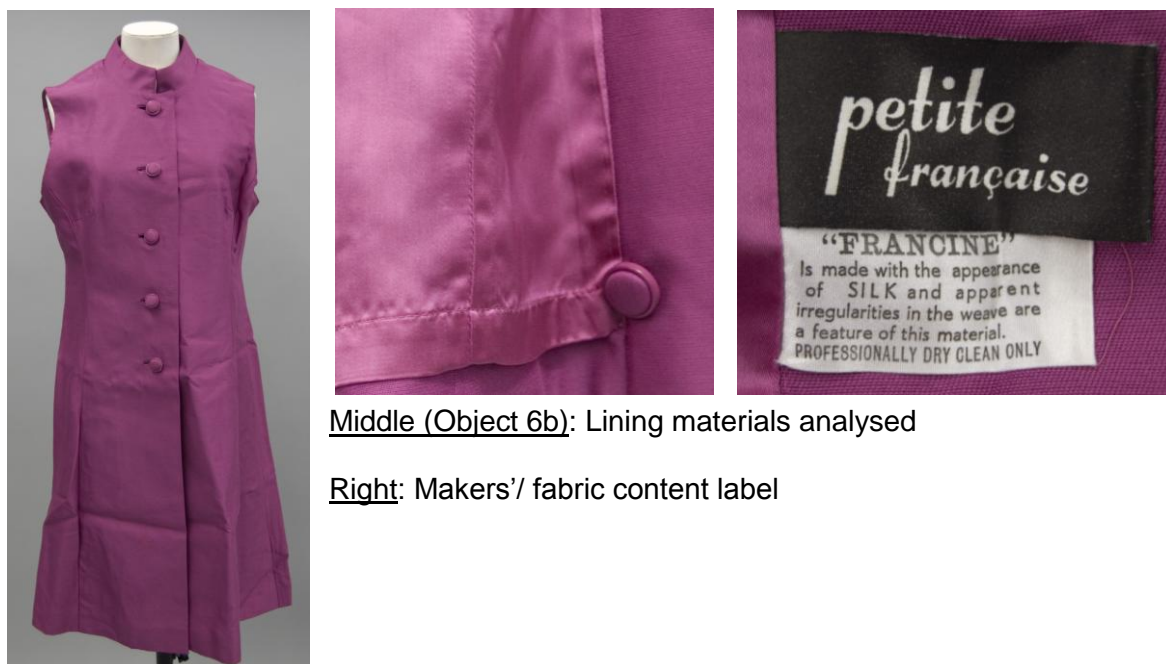 petite
française
"FRANCINE"
Is made with the appearance
of SILK and apparent
irregularities in the weave are
a feature of this material.
PROFESSIONALLY DRY CLEAN ONLY
Middle (Object 6b): Lining materials analysed
Right: Makers'/ fabric content label